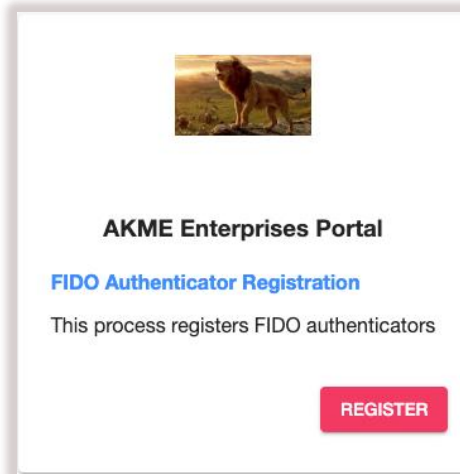 AKME Enterprises Portal
FIDO Authenticator Registration
This process registers FIDO authenticators
REGISTER